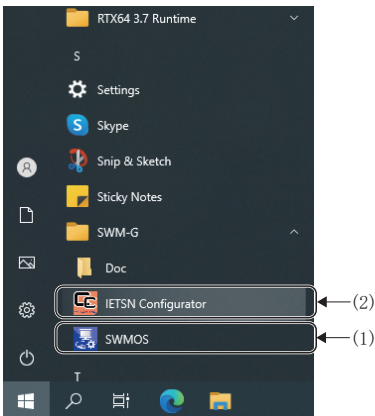 RTX64 3.7 Runtime
S
Settings
Skype
Snip & Sketch
Sticky Notes
SWM-G
Doc
IETSN Configurator
(2)
SWMOS
(1)
T